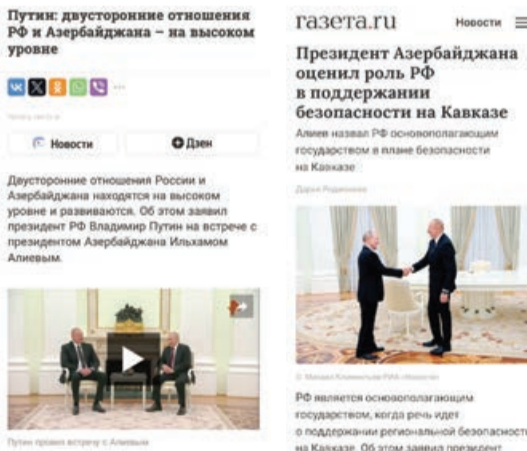 Путин: двусторонние отношения
РФ и Азербайджана – на высоком
уровне
Новости
Дзен
Двусторонние отношения России и
Азербайджана находятся на высоком
уровне и развиваются. Об этом заявил
президент РФ Владимир Путин на встрече с
президентом Азербайджана Ильхамом
Алиевым.
Путин провел встречу с Алиевым
газета.ru
Новости
Президент Азербайджана
оценил роль РФ
в поддержании
безопасности на Кавказе
Алиев назвал РФ основополагающим
государством в плане безопасности
на Кавказе
РФ является основополагающим
государством, когда речь идет
о поддержании региональной безопасности
на Кавказе. Об этом заявил президент